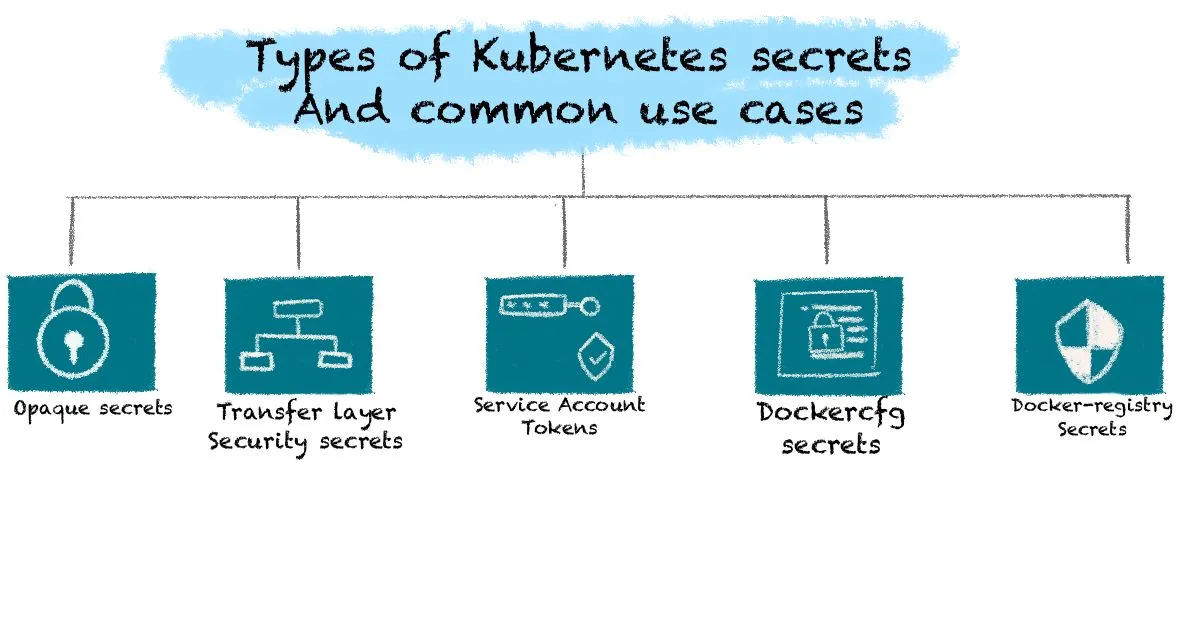 Types of Kubernetes secrets
And common use cases
Opaque secrets
Transfer layer
Security secrets
Service Account
Tokens
Dockercfg
secrets
Docker-registry
Secrets